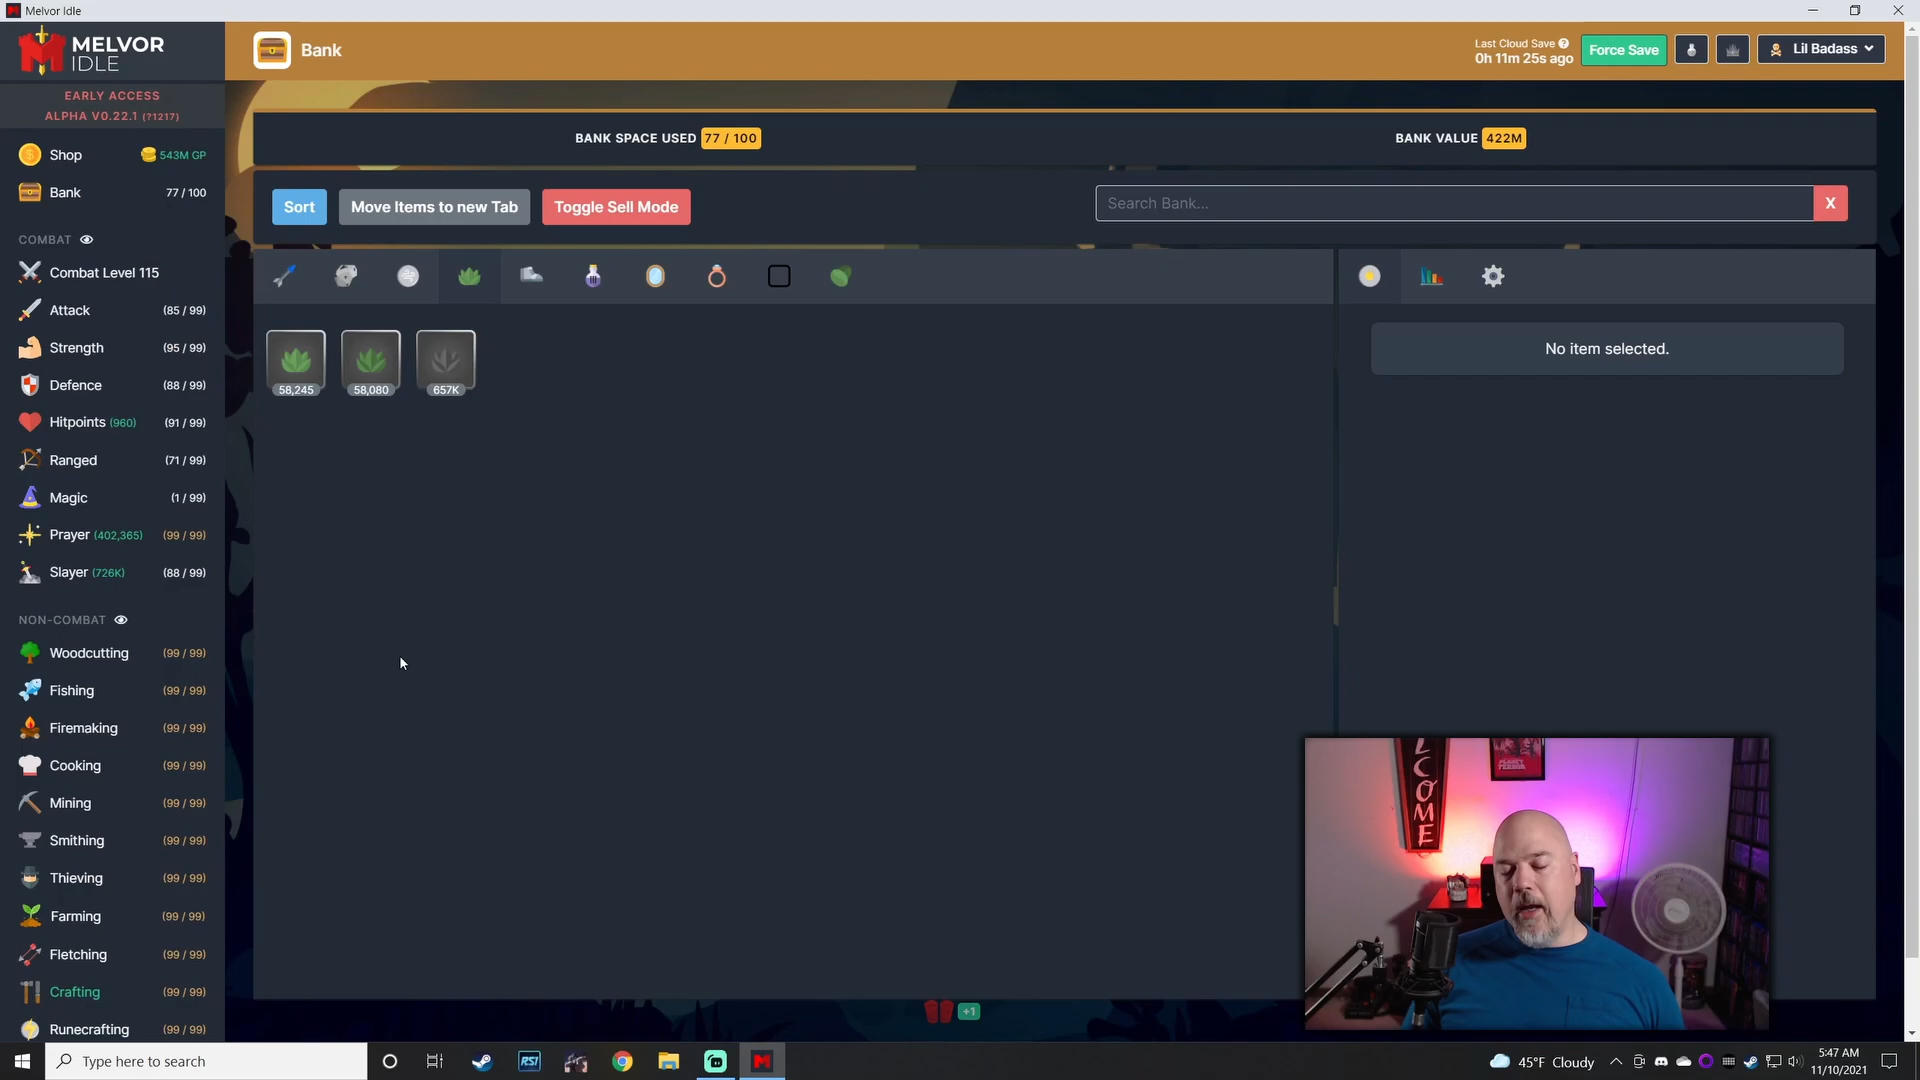 Melvor Idle
MELVOR
IDLE
EARLY ACCESS
ALPHA V0.22.1 (?1217)
Shop 543M GP
Bank 77 / 100
COMBAT
Combat Level 115
Attack (85 / 99)
Strength (95 / 99)
Defence (88 / 99)
Hitpoints (960) (91 / 99)
Ranged (71 / 99)
Magic (1 / 99)
Prayer (402,365) (99 / 99)
Slayer (726K) (88 / 99)
NON-COMBAT
Woodcutting (99 / 99)
Fishing (99 / 99)
Firemaking (99 / 99)
Cooking (99 / 99)
Mining (99 / 99)
Smithing (99 / 99)
Thieving (99 / 99)
Farming (99 / 99)
Fletching (99 / 99)
Crafting (99 / 99)
Runecrafting (99 / 99)
Bank
Last Cloud Save
0h 11m 25s ago
Force Save
Lil Badass
BANK SPACE USED 77 / 100
BANK VALUE 422M
Sort
Move Items to new Tab
Toggle Sell Mode
Search Bank...
X
58,245
58,080
657K
No item selected.
+1
LCOME
PLANET
TERROR
Type here to search
RSI
45°F Cloudy
5:47 AM
11/10/2021